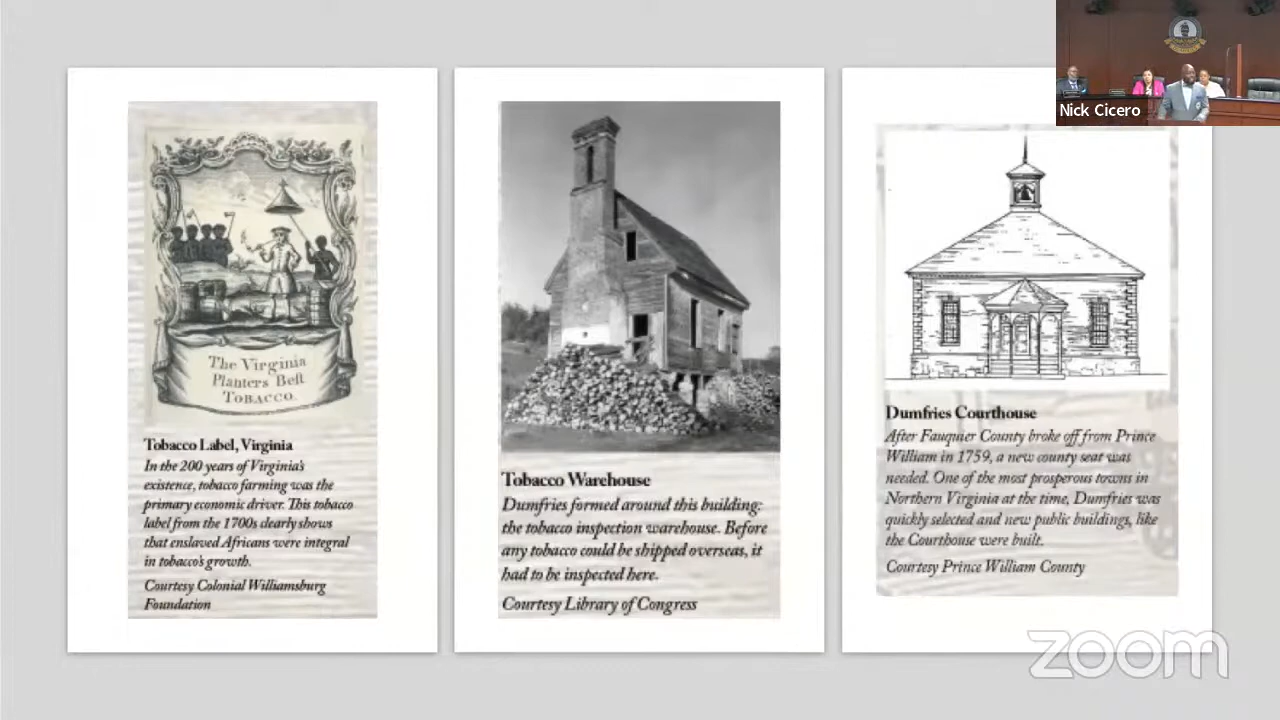 Nick Cicero
The Virginia
Planters Best
TOBACCO.
Tobacco Label, Virginia
In the 200 years of Virginia's
existence, tobacco farming was the
primary economic driver. This tobacco
label from the 1700s clearly shows
that enslaved Africans were integral
in tobacco's growth.
Courtesy Colonial Williamsburg
Foundation
Tobacco Warehouse
Dumfries formed around this building:
the tobacco inspection warehouse. Before
any tobacco could be shipped overseas, it
had to be inspected here.
Courtesy Library of Congress
Dumfries Courthouse
After Fauquier County broke off from Prince
William in 1759, a new county seat was
needed. One of the most prosperous towns in
Northern Virginia at the time, Dumfries was
quickly selected and new public buildings, like
the Courthouse were built.
Courtesy Prince William County
zoom